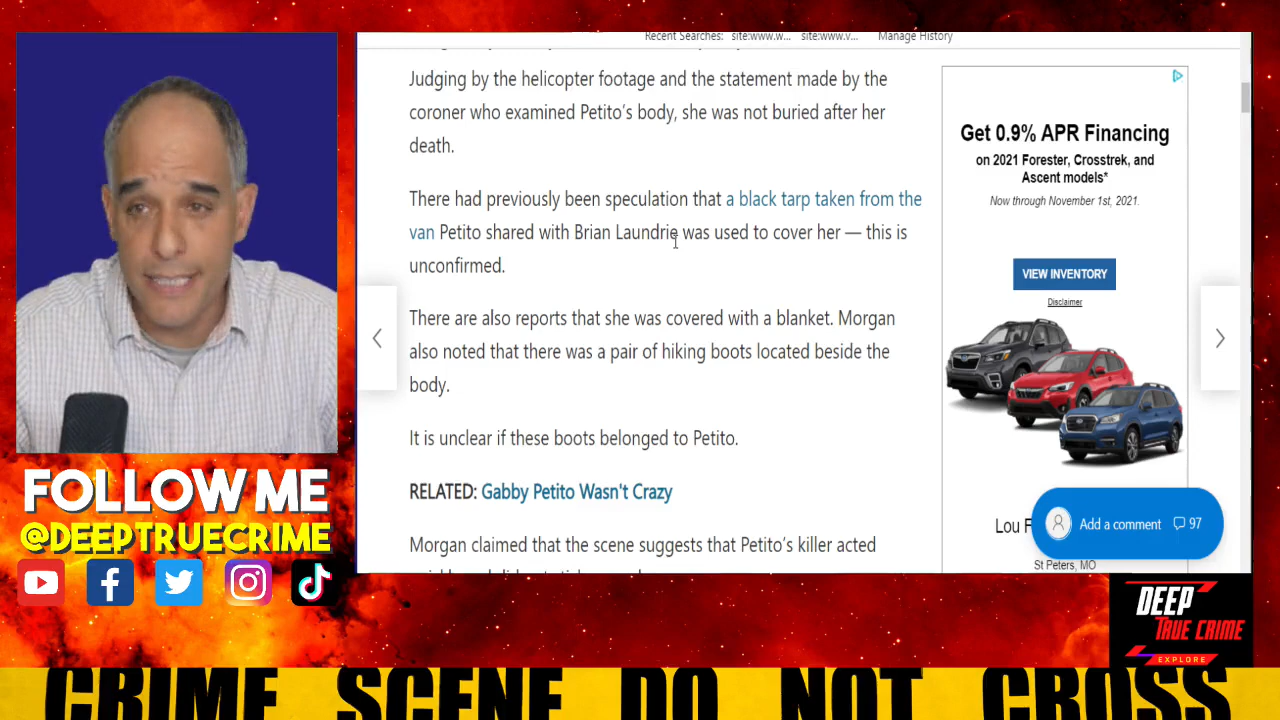 Recent Searches: site:www.w... site:www.v... Manage History
Judging by the helicopter footage and the statement made by the
coroner who examined Petito's body, she was not buried after her
death.
There had previously been speculation that a black tarp taken from the
van Petito shared with Brian Laundrie was used to cover her — this is
unconfirmed.
There are also reports that she was covered with a blanket. Morgan
also noted that there was a pair of hiking boots located beside the
body.
It is unclear if these boots belonged to Petito.
RELATED: Gabby Petito Wasn't Crazy
Morgan claimed that the scene suggests that Petito's killer acted
Get 0.9% APR Financing
on 2021 Forester, Crosstrek, and
Ascent models*
Now through November 1st, 2021.
VIEW INVENTORY
Disclaimer
Lou F
Add a comment 97
St Peters, MO
FOLLOW ME
@DEEPTRUECRIME
DEEP
TRUE CRIME
EXPLORE
CRIME SCENE DO NOT CROSS